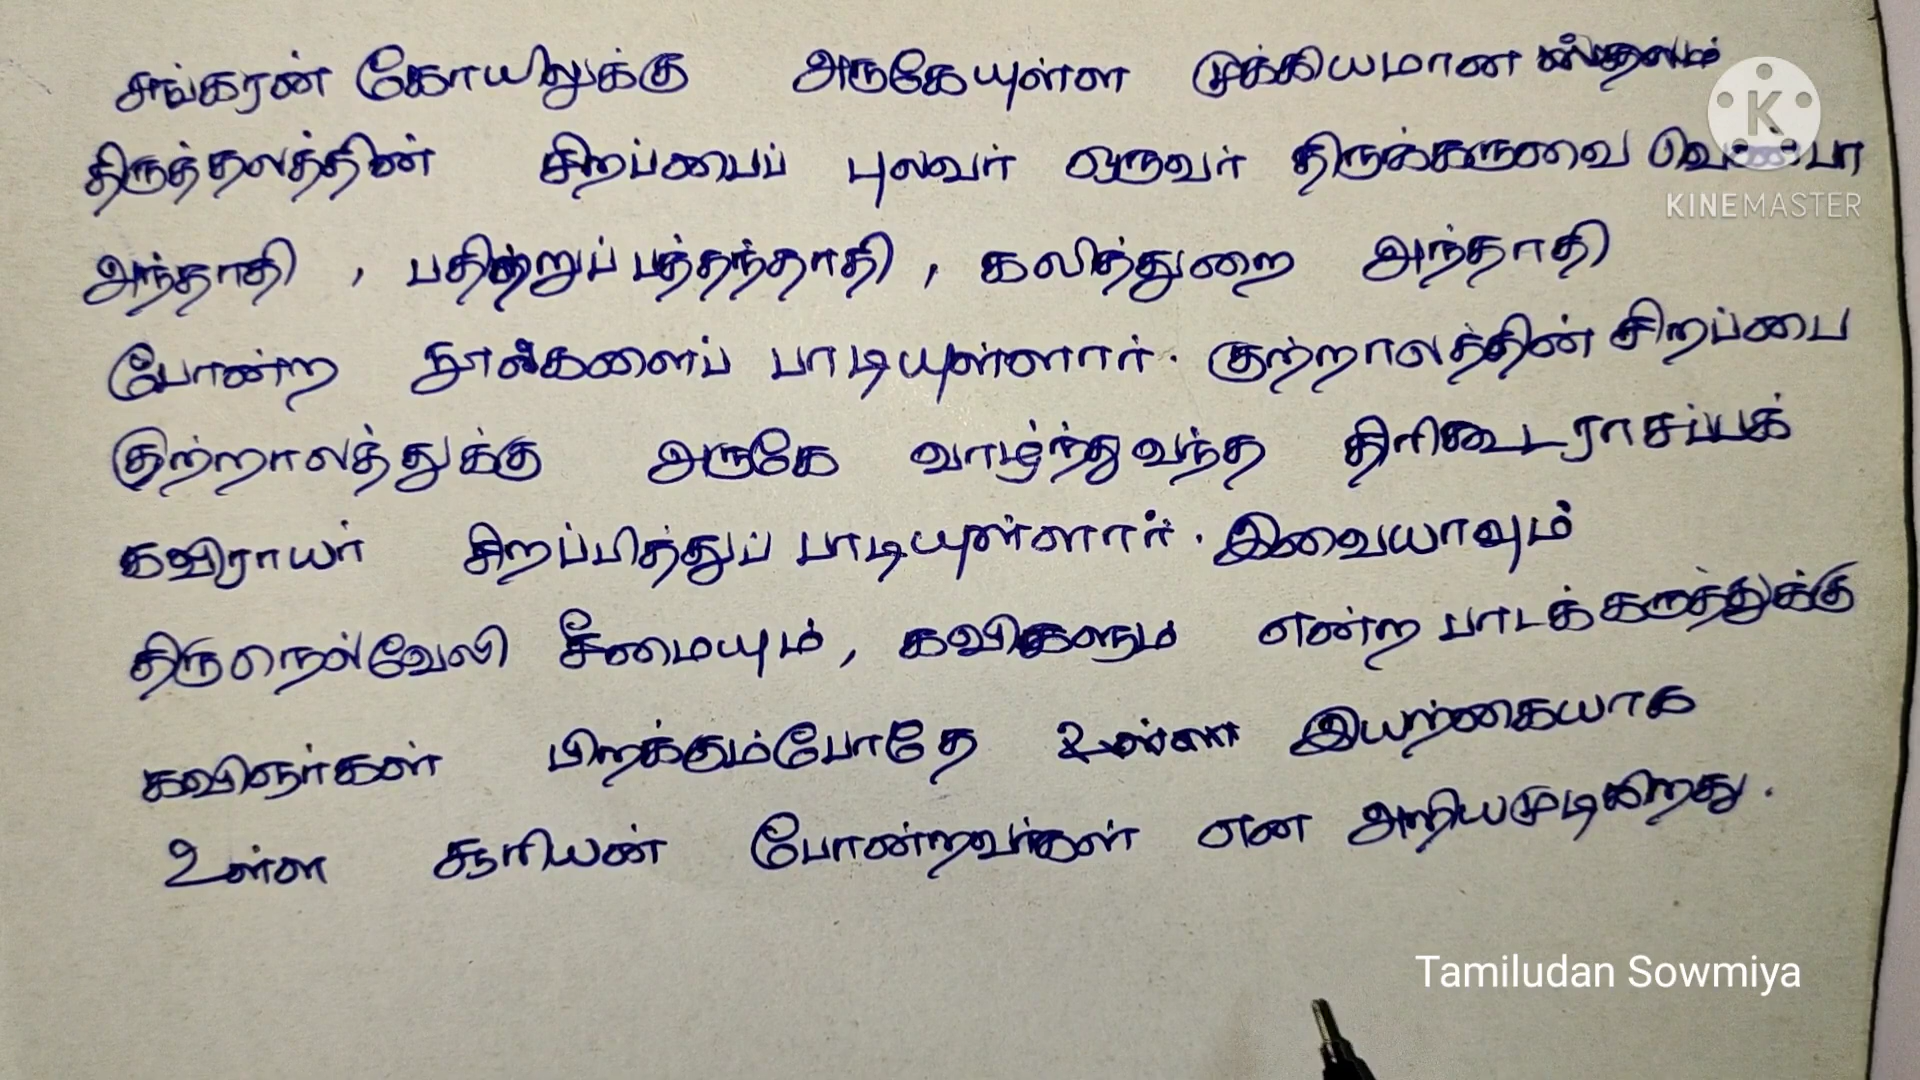 சங்கரன் கோயிலுக்கு அருகேயுள்ள முக்கியமான
திருத்தலத்தின் சிறப்பைப் புலவர் ஒருவர் திருக்கருவை
அந்தாதி , பதிற்றுப் பத்தந்தாதி , கலித்துறை அந்தாதி
போன்ற நூல்களைப் பாடியுள்ளார். குற்றாலத்தின் சிறப்பை
குற்றாலத்துக்கு அருகே வாழ்ந்துவந்த திரிகூடராசப்பக்
கவிராயர் சிறப்பித்துப் பாடியுள்ளார். இவையாவும்
திருநெல்வேலி சீமையும் , கவிகளும் என்ற பாடக்கருத்துக்கு
கவிஞர்கள் பிறக்கும்போதே இயற்கையாக
உள்ள சூரியன் போன்றவர்கள் என அறியமுடிகிறது.
K
KINEMASTER
Tamiludan Sowmiya